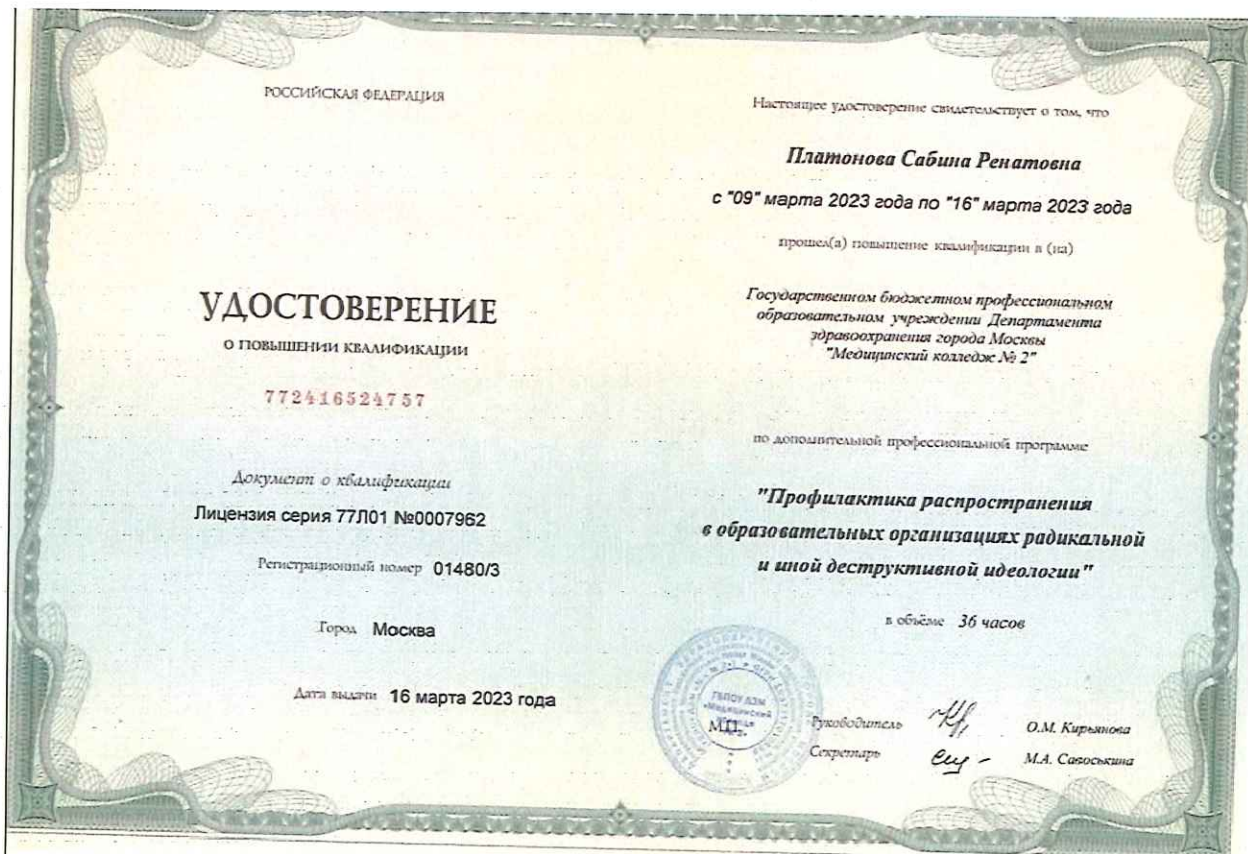 РОССИЙСКАЯ ФЕДЕРАЦИЯ
УДОСТОВЕРЕНИЕ
О ПОВЫШЕНИИ КВАЛИФИКАЦИИ
772416524757
Документ о квалификации
Лицензия серия 77Л01 №0007962
Регистрационный номер 01480/3
Город Москва
Дата выдачи 16 марта 2023 года
Настоящее удостоверение свидетельствует о том, что
Платонова Сабина Ренатовна
с "09" марта 2023 года по "16" марта 2023 года
прошел(а) повышение квалификации в (на)
Государственном бюджетном профессиональном
образовательном учреждении Департамента
здравоохранения города Москвы
"Медицинский колледж № 2"
по дополнительной профессиональной программе
"Профилактика распространения
в образовательных организациях радикальной
и иной деструктивной идеологии"
в объёме 36 часов
ГБПОУ ДЗМ
«Медицинский
М.П.
Руководитель О.М. Кирьянова
Секретарь М.А. Савоськина